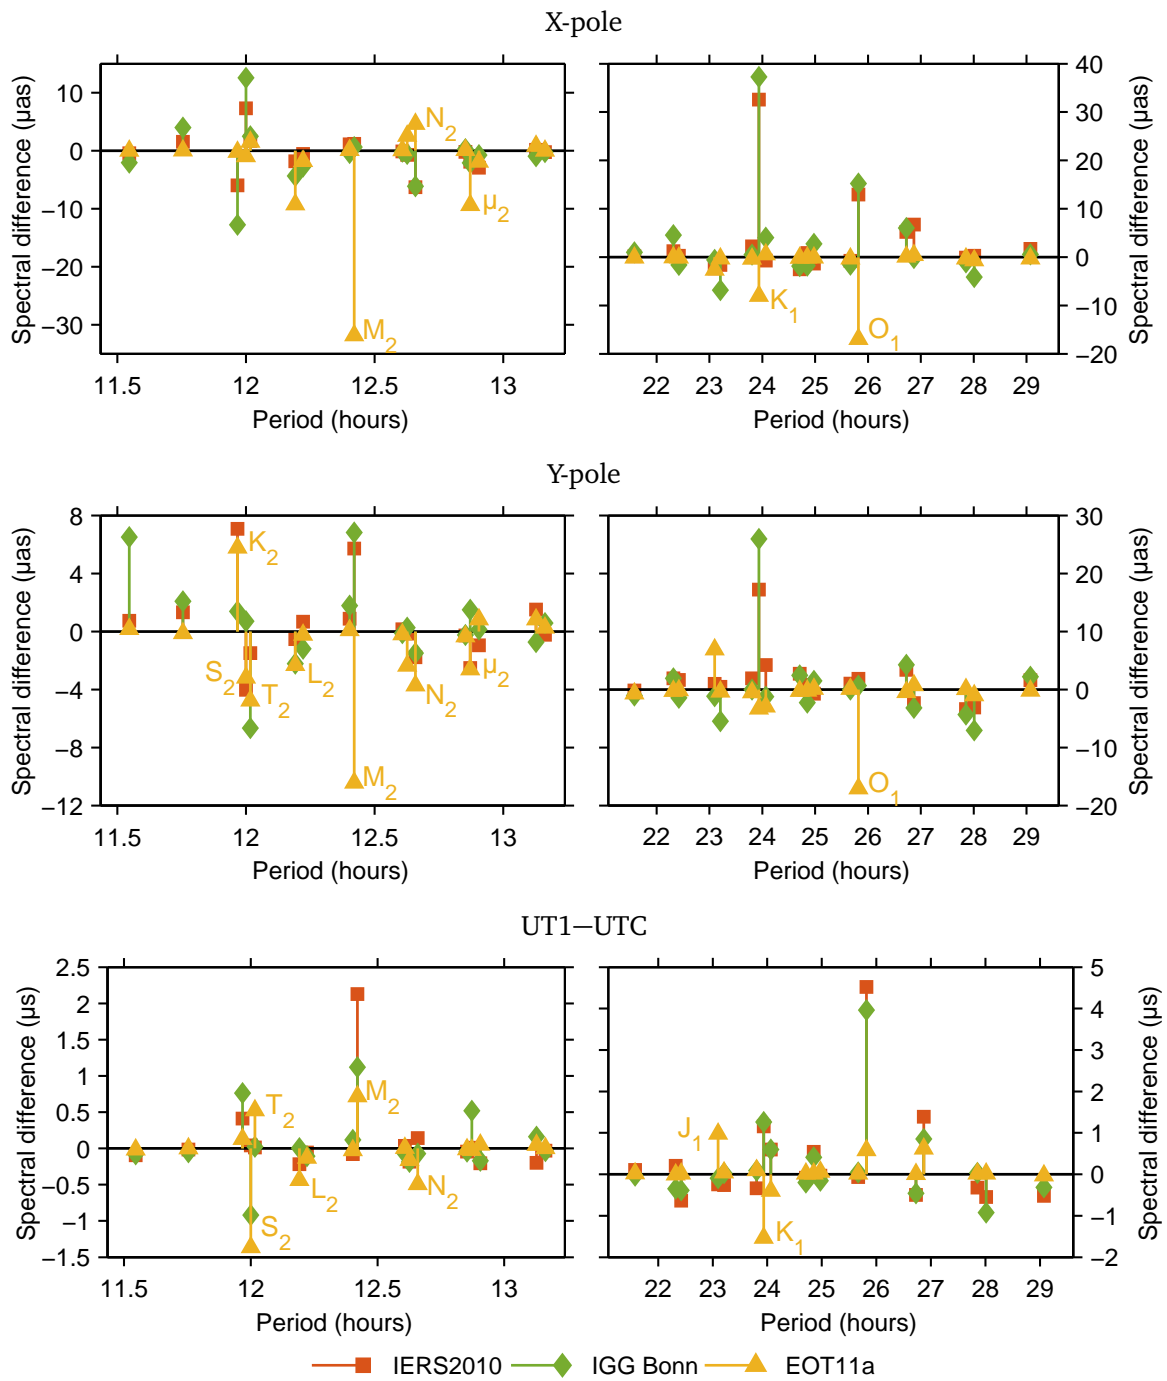 X-pole
Spectral difference (µas)
10
0
−10
−20
−30
N2
µ2
M2
11.5
12
12.5
13
Period (hours)
40
30
20
10
0
−10
−20
K1
O1
22
23
24
25
26
27
28
29
Period (hours)
Spectral difference (µas)
Y-pole
Spectral difference (µas)
8
4
0
−4
−8
−12
K2
S2
T2
L2
µ2
N2
M2
11.5
12
12.5
13
Period (hours)
30
20
10
0
−10
−20
O1
22
23
24
25
26
27
28
29
Period (hours)
Spectral difference (µas)
UT1−UTC
Spectral difference (µs)
2.5
2
1.5
1
0.5
0
−0.5
−1
−1.5
T2
M2
L2
N2
S2
11.5
12
12.5
13
Period (hours)
5
4
3
2
1
0
−1
−2
J1
K1
22
23
24
25
26
27
28
29
Period (hours)
Spectral difference (µs)
IERS2010 IGG Bonn EOT11a